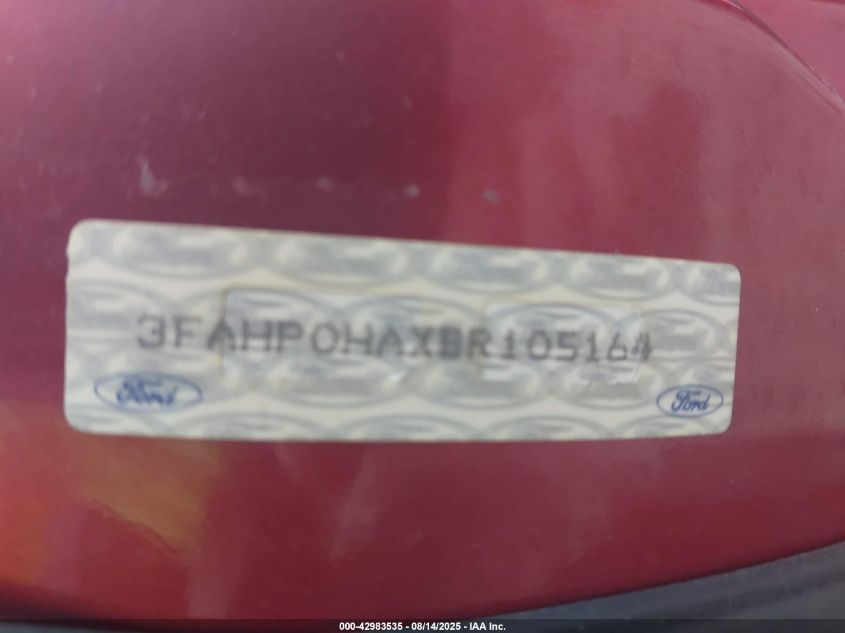 3FAHP0HAXBR105164
Ford
Ford
000-42983535 - 08/14/2025 - IAA Inc.